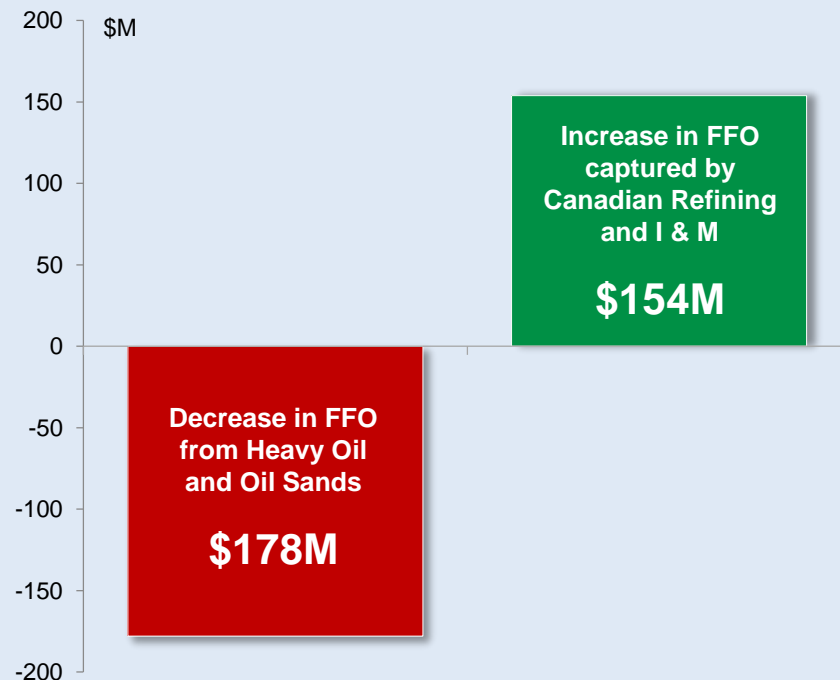 200
$M
150
100
50
0
-50
-100
-150
-200
Increase in FFO
captured by
Canadian Refining
and I & M
$154M
Decrease in FFO
from Heavy Oil
and Oil Sands
$178M